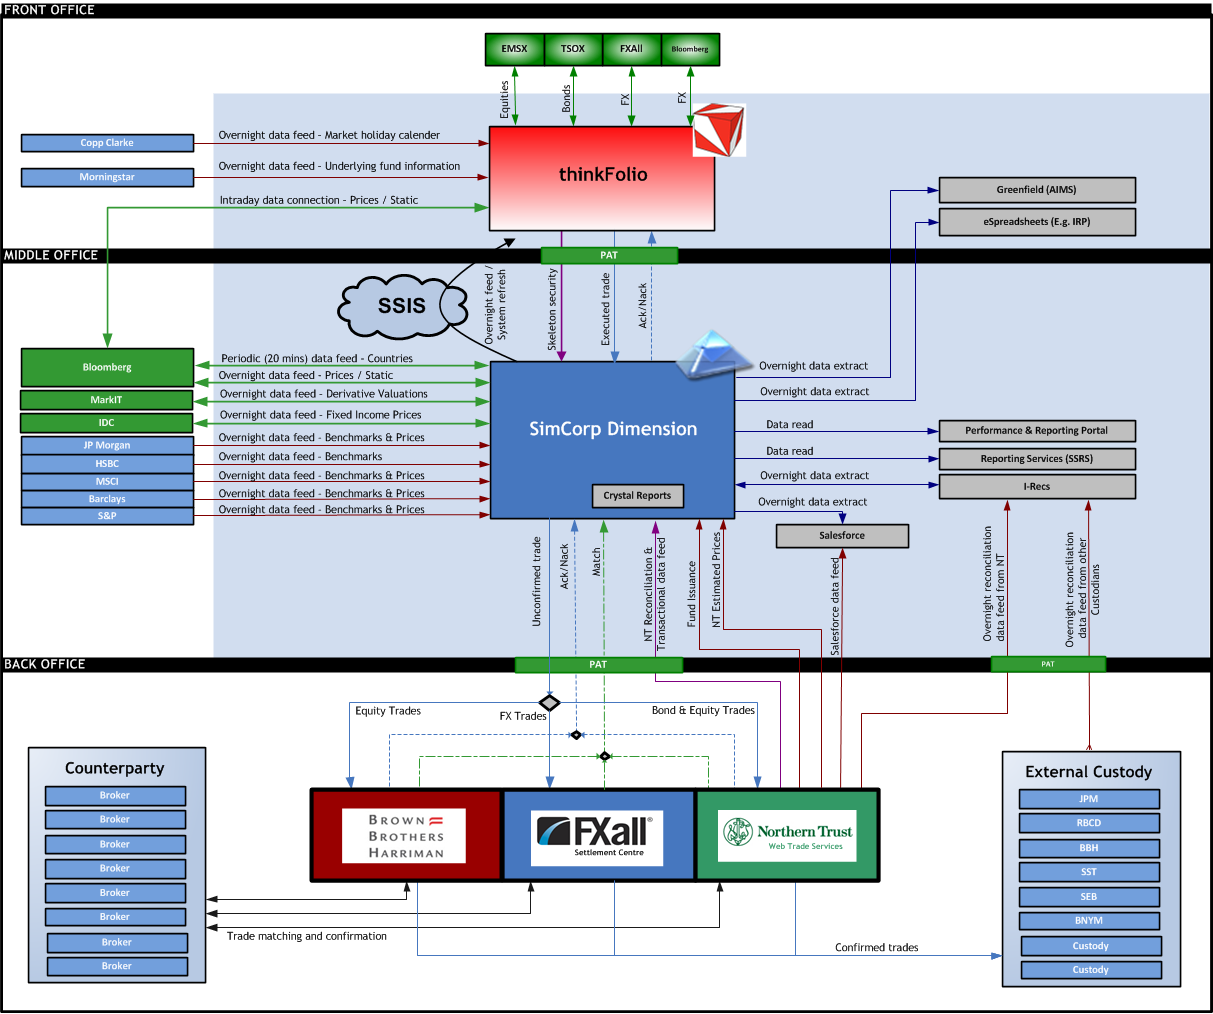 FRONT OFFICE
EMSX
TSOX
FXAll
Bloomberg
Equities
Bonds
FX
FX
Copp Clarke
Overnight data feed - Market holiday calender
Morningstar
Overnight data feed - Underlying fund information
thinkFolio
Intraday data connection - Prices / Static
Greenfield (AIMS)
eSpreadsheets (E.g. IRP)
MIDDLE OFFICE
PAT
SSIS
Overnight feed /
System refresh
Skeleton security
Executed trade
Ack/Nack
Bloomberg
Periodic (20 mins) data feed - Countries
Overnight data feed - Prices / Static
MarkIT
Overnight data feed - Derivative Valuations
IDC
Overnight data feed - Fixed Income Prices
JP Morgan
Overnight data feed - Benchmarks & Prices
HSBC
Overnight data feed - Benchmarks
MSCI
Overnight data feed - Benchmarks & Prices
Barclays
Overnight data feed - Benchmarks & Prices
S&P
Overnight data feed - Benchmarks & Prices
SimCorp Dimension
Crystal Reports
Overnight data extract
Overnight data extract
Data read
Performance & Reporting Portal
Data read
Reporting Services (SSRS)
Overnight data extract
I-Recs
Overnight data extract
Salesforce
Unconfirmed trade
Ack/Nack
Match
NT Reconciliation &
Transactional data feed
Fund Issuance
NT Estimated Prices
Salesforce data feed
Overnight reconciliation
data feed from NT
Overnight reconciliation
data feed from other
Custodians
BACK OFFICE
PAT
PAT
Equity Trades
FX Trades
Bond & Equity Trades
Counterparty
Broker
Broker
Broker
Broker
Broker
Broker
Broker
Broker
BROWN
BROTHERS
HARRIMAN
FXall®
Settlement Centre
Northern Trust
Web Trade Services
Trade matching and confirmation
Confirmed trades
External Custody
JPM
RBCD
BBH
SST
SEB
BNYM
Custody
Custody